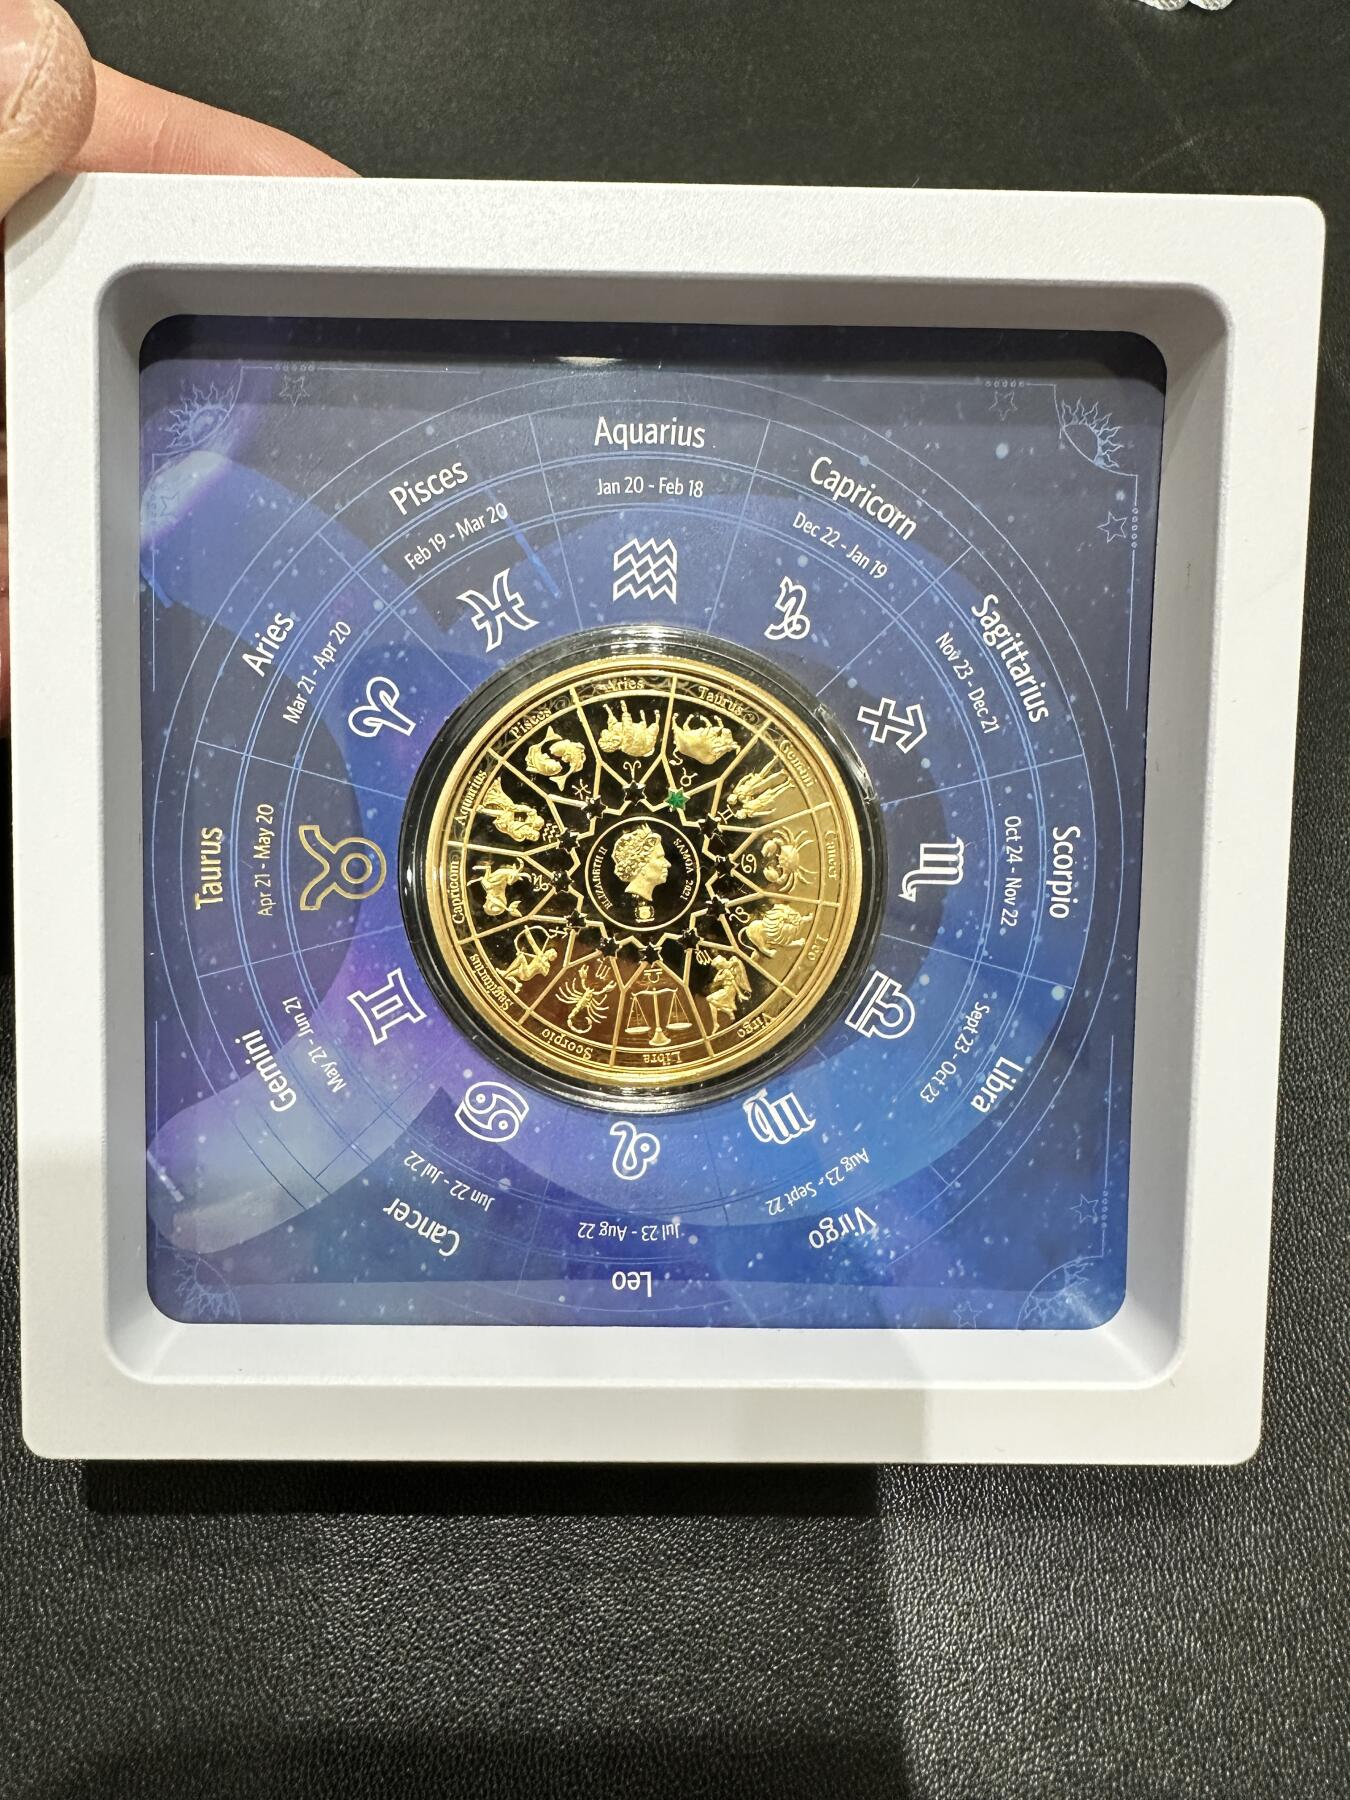 Aquarius
Jan 20 - Feb 18
Capricorn
Dec 22 - Jan 19
Sagittarius
Nov 23 - Dec 21
Scorpio
Oct 24 - Nov 22
Libra
Sept 23 - Oct 23
Virgo
Aug 23 - Sept 22
Leo
Jul 23 - Aug 22
Cancer
Jun 22 - Jul 22
Gemini
May 21 - Jun 21
Taurus
Apr 21 - May 20
Aries
Mar 21 - Apr 20
Pisces
Feb 19 - Mar 20
Aries
Taurus
Gemini
Cancer
Leo
Virgo
Libra
Scorpio
Sagittarius
Capricorn
Aquarius
Pisces
ELIZABETH II
SAMOA 2021